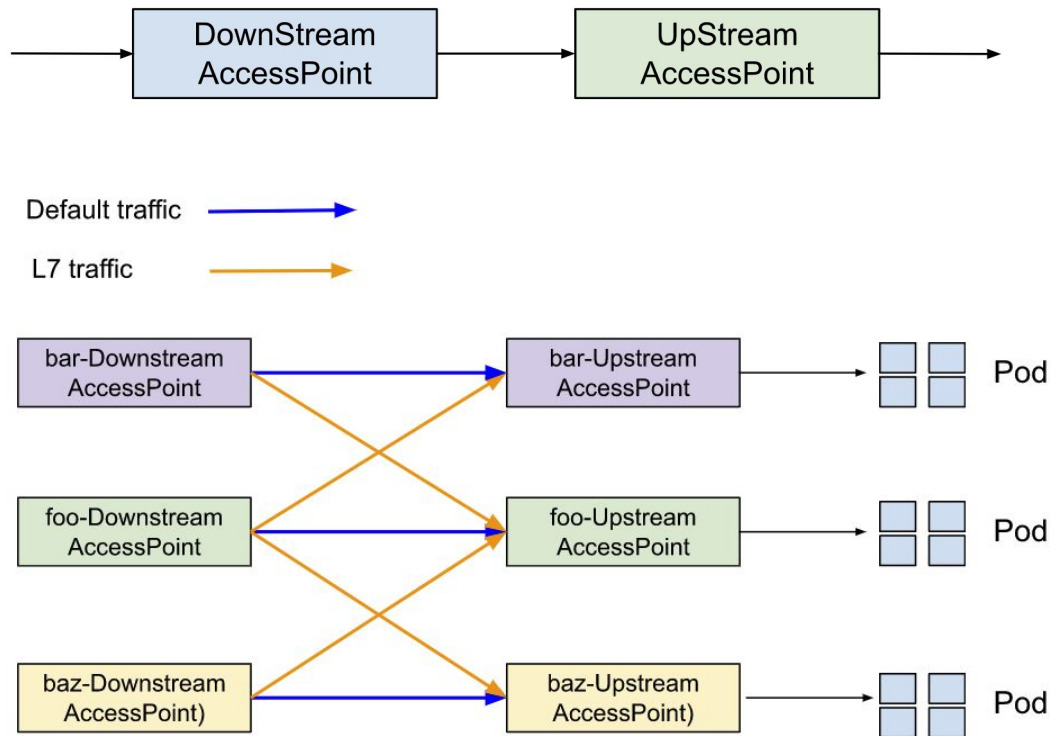 DownStream
AccessPoint
UpStream
AccessPoint
Default traffic
L7 traffic
bar-Downstream
AccessPoint
bar-Upstream
AccessPoint
Pod
foo-Downstream
AccessPoint
foo-Upstream
AccessPoint
Pod
baz-Downstream
AccessPoint)
baz-Upstream
AccessPoint)
Pod